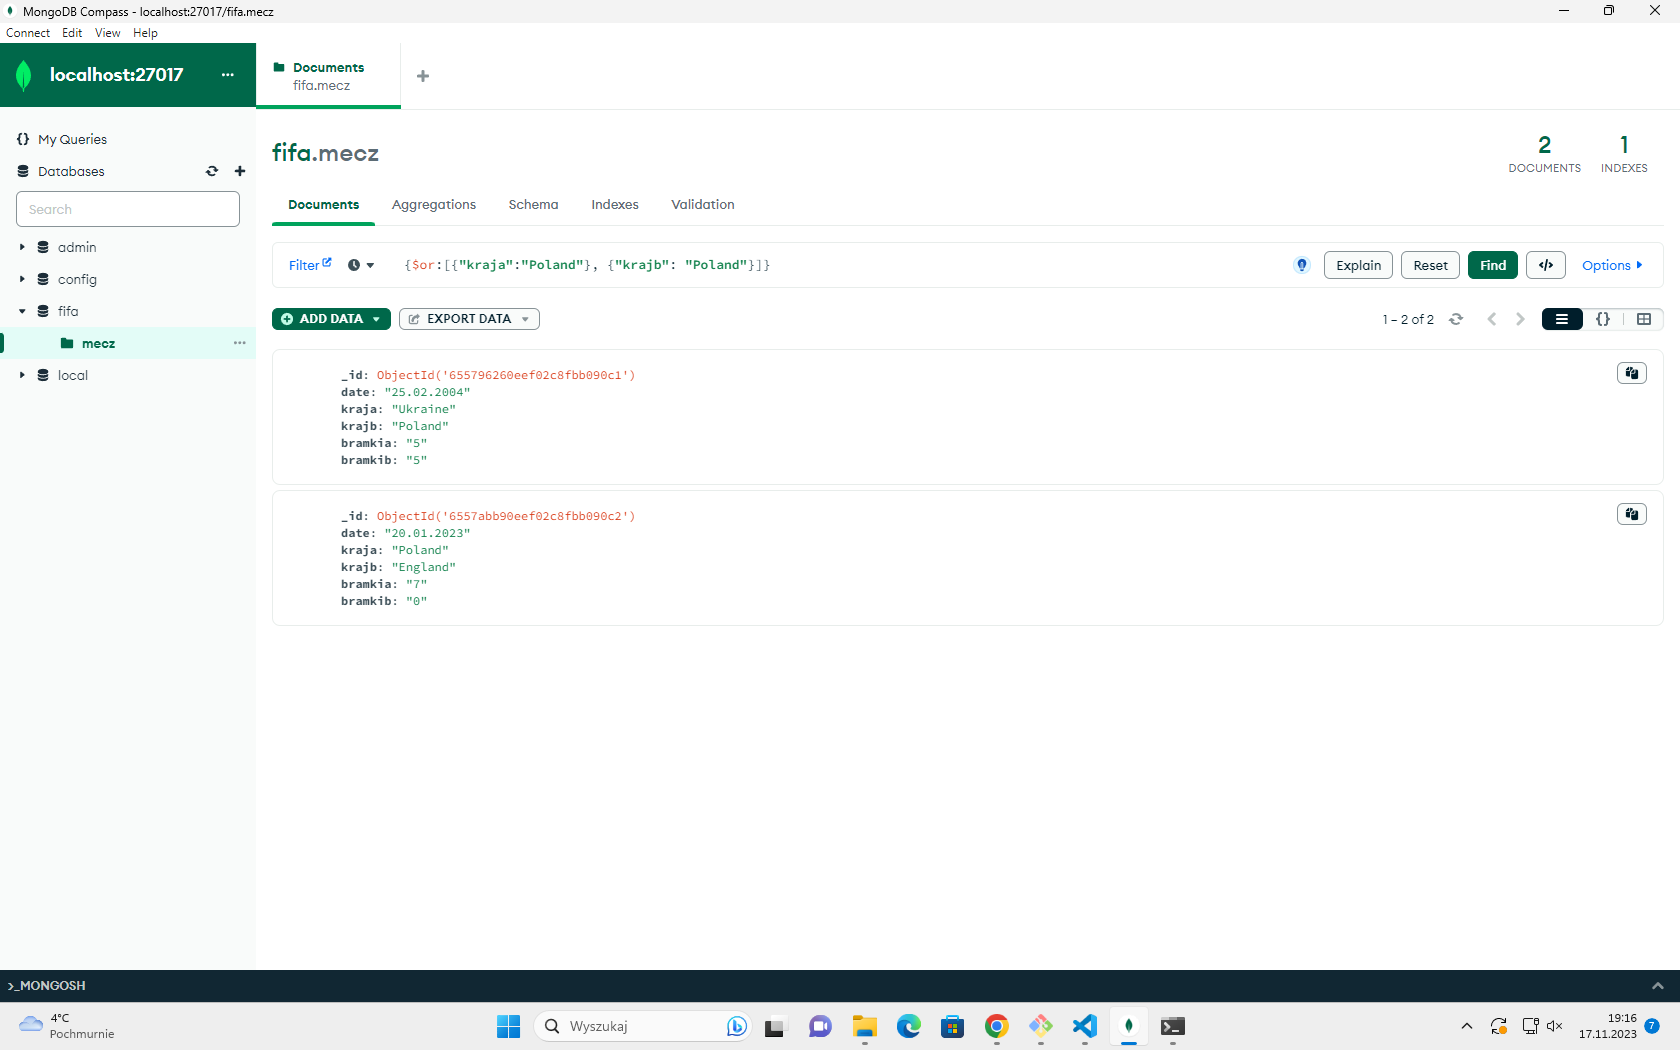 MongoDB Compass - localhost:27017/fifa.mecz
Connect Edit View Help
localhost:27017 ...
Documents
fifa.mecz
+
{} My Queries
Databases
Search
admin
config
fifa
mecz ...
local
fifa.mecz
2
DOCUMENTS
1
INDEXES
Documents Aggregations Schema Indexes Validation
Filter {$or:[{"kraja":"Poland"}, {"krajb": "Poland"}]} Explain Reset Find </> Options
ADD DATA EXPORT DATA 1 – 2 of 2 {}
_id: ObjectId('655796260eef02c8fbb090c1')
date: "25.02.2004"
kraja: "Ukraine"
krajb: "Poland"
bramkia: "5"
bramkib: "5"
_id: ObjectId('6557abb90eef02c8fbb090c2')
date: "20.01.2023"
kraja: "Poland"
krajb: "England"
bramkia: "7"
bramkib: "0"
>_MONGOSH
4°C
Pochmurnie
Wyszukaj
19:16
17.11.2023
7